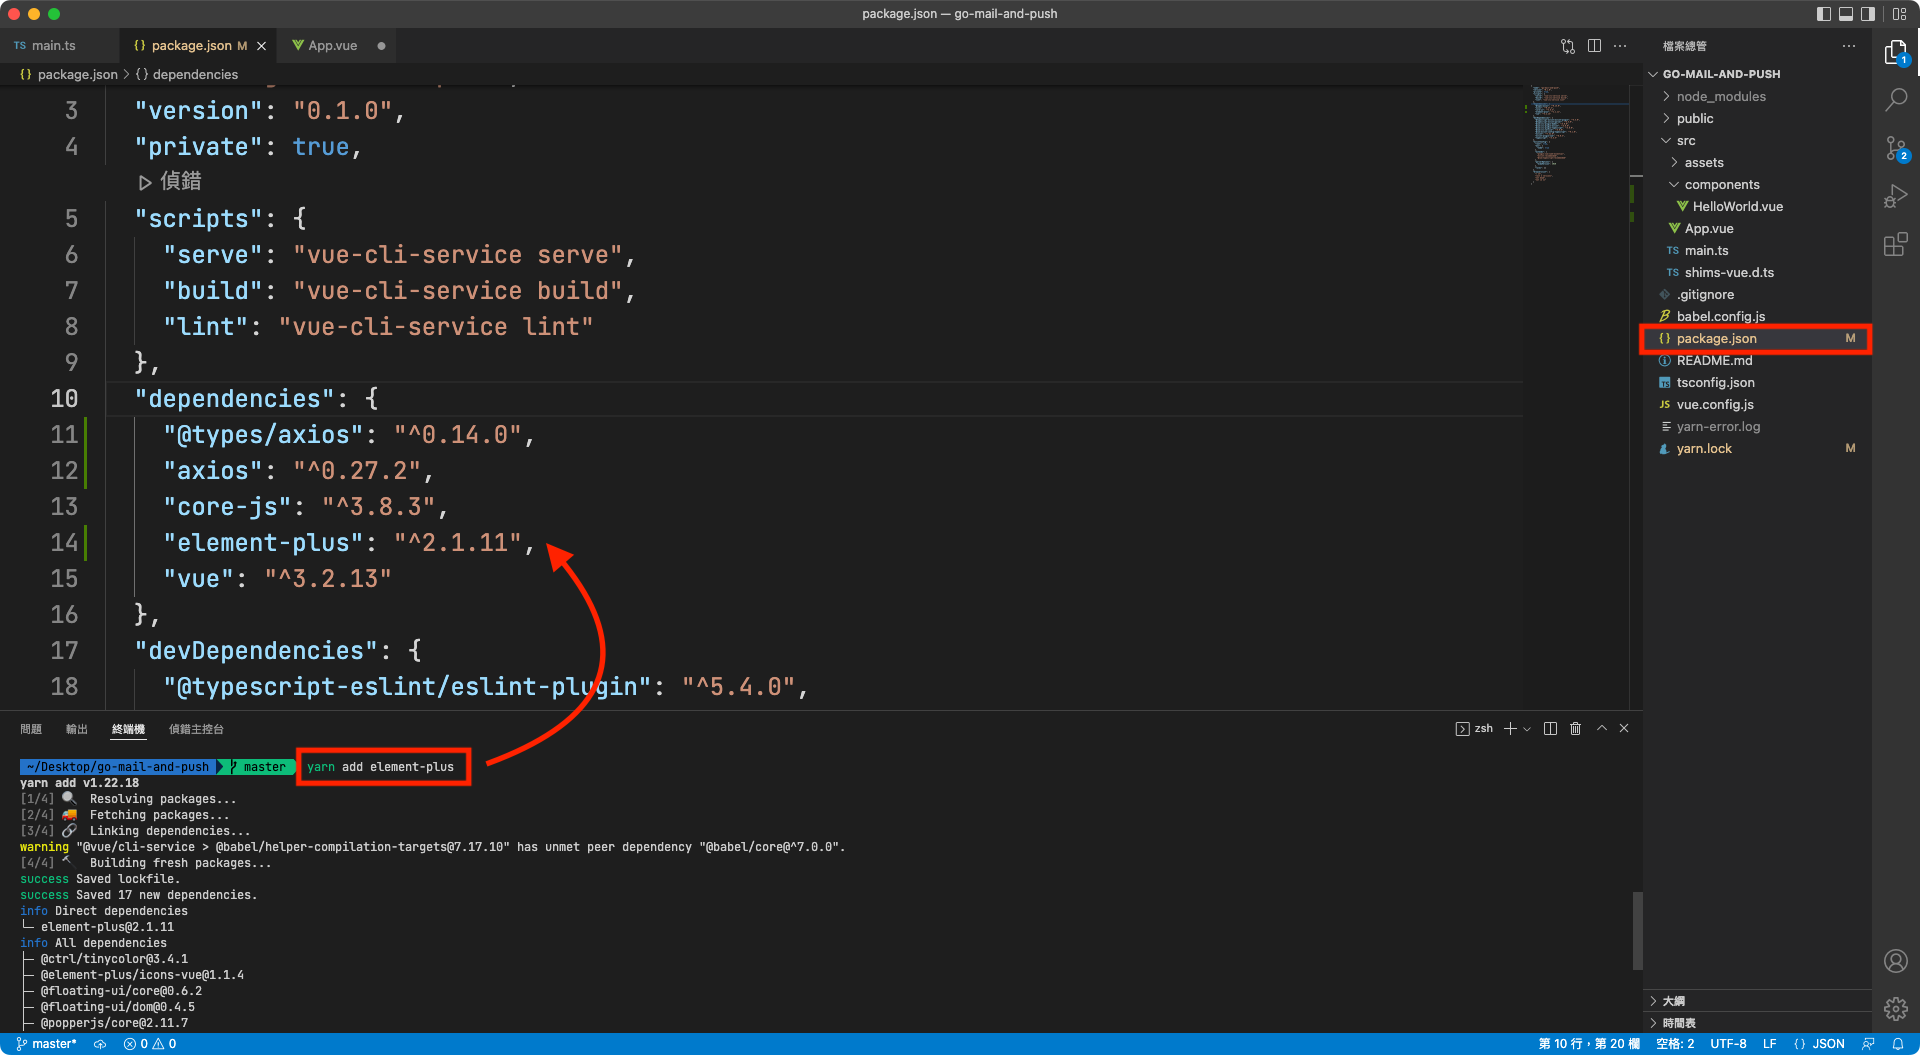 package.json — go-mail-and-push
TS main.ts
{} package.json M
App.vue
{} package.json > {} dependencies
3 "version": "0.1.0",
4 "private": true,
偵錯
5 "scripts": {
6 "serve": "vue-cli-service serve",
7 "build": "vue-cli-service build",
8 "lint": "vue-cli-service lint"
9 },
10 "dependencies": {
11 "@types/axios": "^0.14.0",
12 "axios": "^0.27.2",
13 "core-js": "^3.8.3",
14 "element-plus": "^2.1.11",
15 "vue": "^3.2.13"
16 },
17 "devDependencies": {
18 "@typescript-eslint/eslint-plugin": "^5.4.0",
問題 輸出 終端機 偵錯主控台
zsh
~/Desktop/go-mail-and-push master yarn add element-plus
yarn add v1.22.18
[1/4] 🔍 Resolving packages...
[2/4] 🚚 Fetching packages...
[3/4] 🔗 Linking dependencies...
warning "@vue/cli-service > @babel/helper-compilation-targets@7.17.10" has unmet peer dependency "@babel/core@^7.0.0".
[4/4] 🔨 Building fresh packages...
success Saved lockfile.
success Saved 17 new dependencies.
info Direct dependencies
└─ element-plus@2.1.11
info All dependencies
├─ @ctrl/tinycolor@3.4.1
├─ @element-plus/icons-vue@1.1.4
├─ @floating-ui/core@0.6.2
├─ @floating-ui/dom@0.4.5
├─ @popperjs/core@2.11.7
檔案總管
GO-MAIL-AND-PUSH
node_modules
public
src
assets
components
HelloWorld.vue
App.vue
TS main.ts
TS shims-vue.d.ts
.gitignore
babel.config.js
{} package.json M
README.md
TS tsconfig.json
JS vue.config.js
yarn-error.log
yarn.lock M
大綱
時間表
1
2
master* 0 0
第 10 行，第 20 欄 空格: 2 UTF-8 LF {} JSON